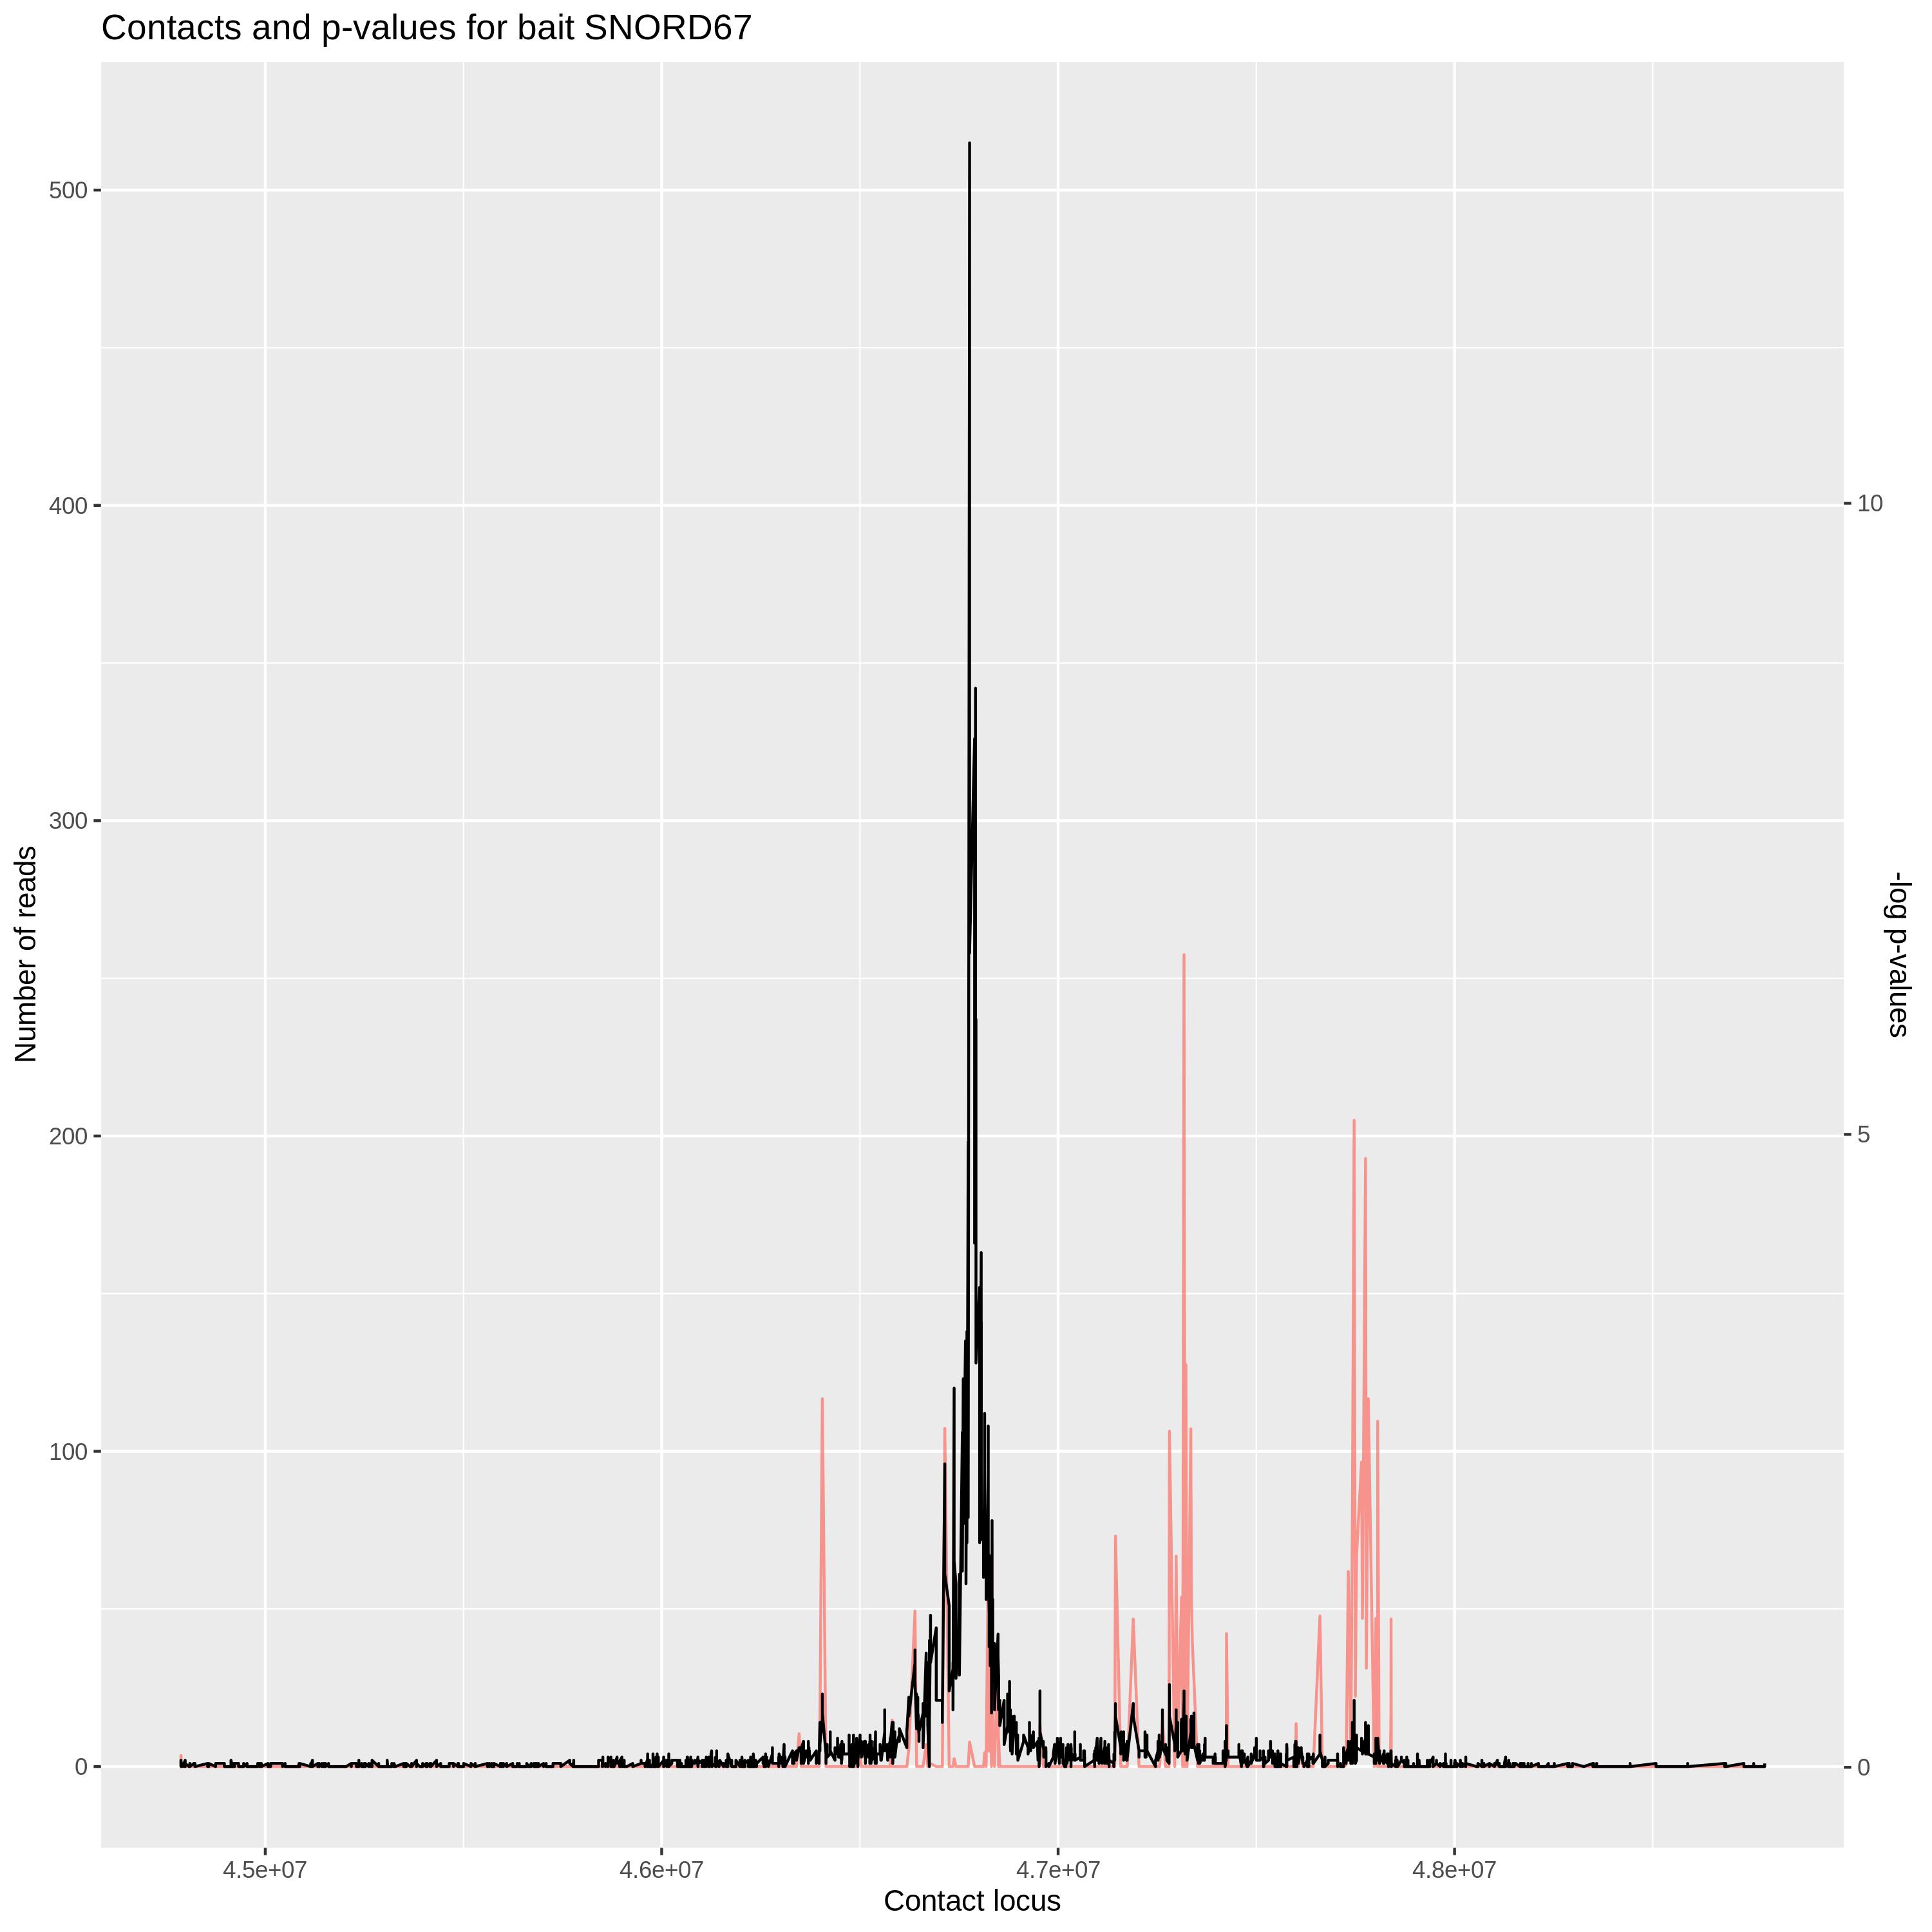 Contacts and p-values for bait SNORD67
500
400
300
200
100
0
10
5
0
Number of reads
-log p-values
4.5e+07
4.6e+07
4.7e+07
4.8e+07
Contact locus